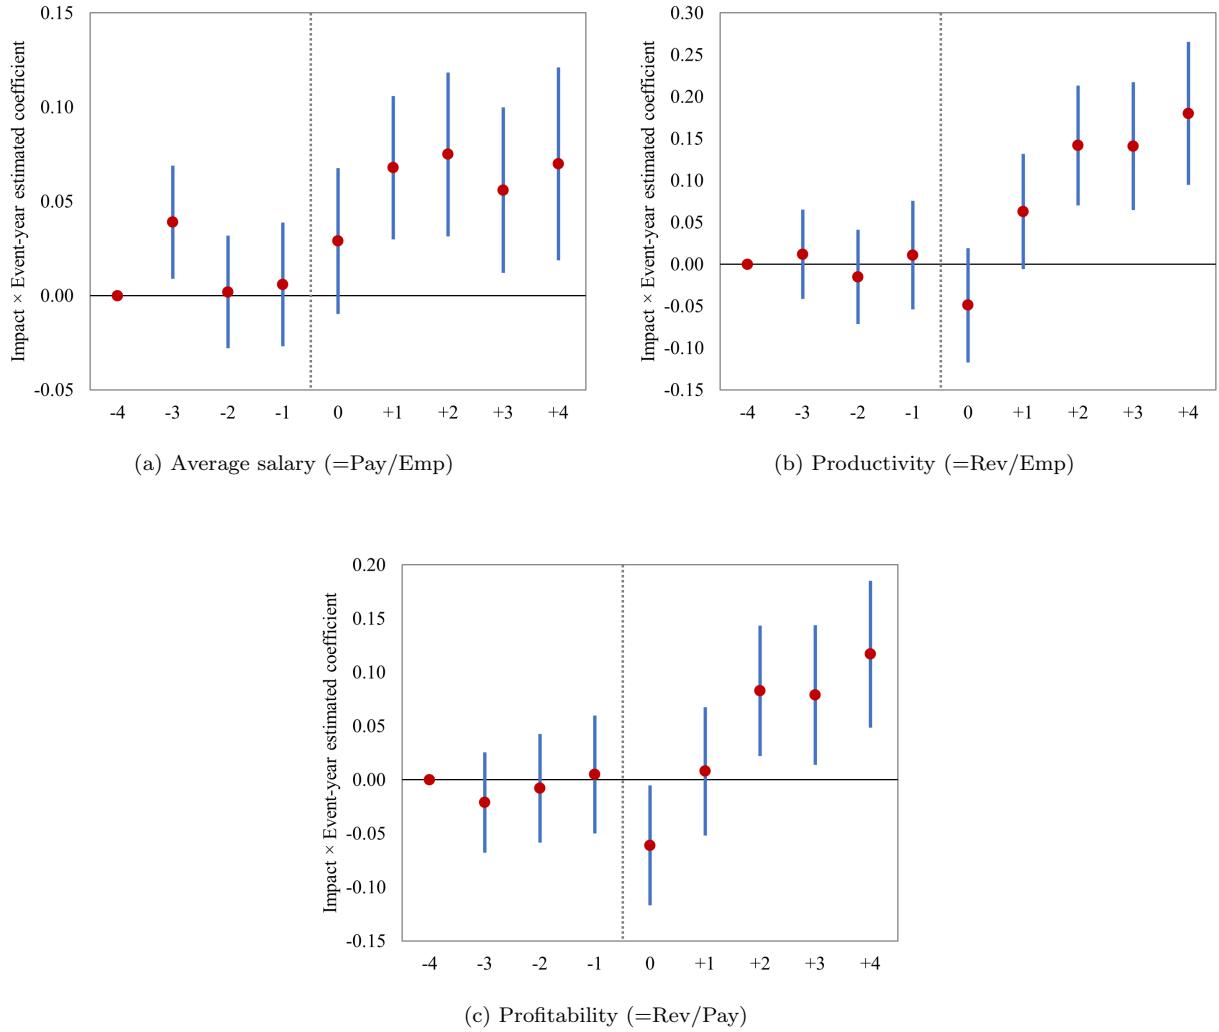 Impact × Event-year estimated coefficient
0.15
0.10
0.05
0.00
-0.05
-4 -3 -2 -1 0 +1 +2 +3 +4
(a) Average salary (=Pay/Emp)
Impact × Event-year estimated coefficient
0.30
0.25
0.20
0.15
0.10
0.05
0.00
-0.05
-0.10
-0.15
-4 -3 -2 -1 0 +1 +2 +3 +4
(b) Productivity (=Rev/Emp)
Impact × Event-year estimated coefficient
0.20
0.15
0.10
0.05
0.00
-0.05
-0.10
-0.15
-4 -3 -2 -1 0 +1 +2 +3 +4
(c) Profitability (=Rev/Pay)